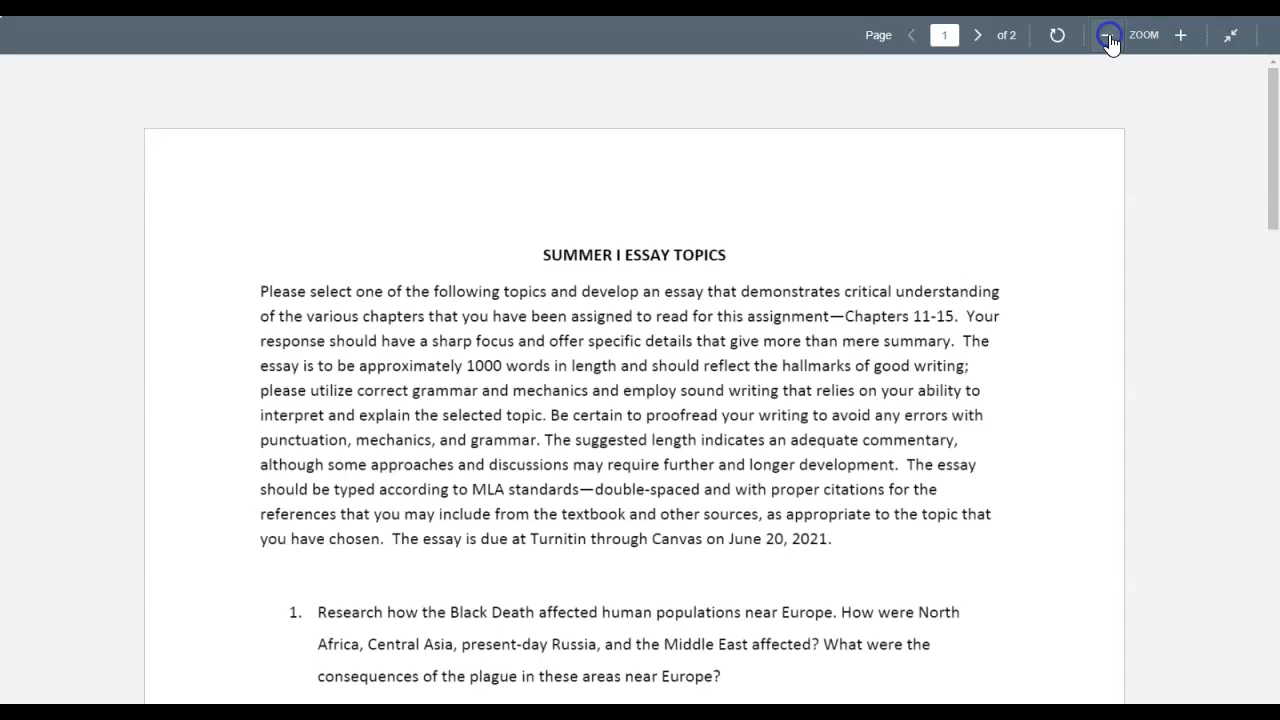 Page 1 of 2 ZOOM
SUMMER I ESSAY TOPICS
Please select one of the following topics and develop an essay that demonstrates critical understanding
of the various chapters that you have been assigned to read for this assignment—Chapters 11-15.  Your
response should have a sharp focus and offer specific details that give more than mere summary.  The
essay is to be approximately 1000 words in length and should reflect the hallmarks of good writing;
please utilize correct grammar and mechanics and employ sound writing that relies on your ability to
interpret and explain the selected topic. Be certain to proofread your writing to avoid any errors with
punctuation, mechanics, and grammar. The suggested length indicates an adequate commentary,
although some approaches and discussions may require further and longer development.  The essay
should be typed according to MLA standards—double-spaced and with proper citations for the
references that you may include from the textbook and other sources, as appropriate to the topic that
you have chosen.  The essay is due at Turnitin through Canvas on June 20, 2021.
1. Research how the Black Death affected human populations near Europe. How were North
Africa, Central Asia, present-day Russia, and the Middle East affected? What were the
consequences of the plague in these areas near Europe?